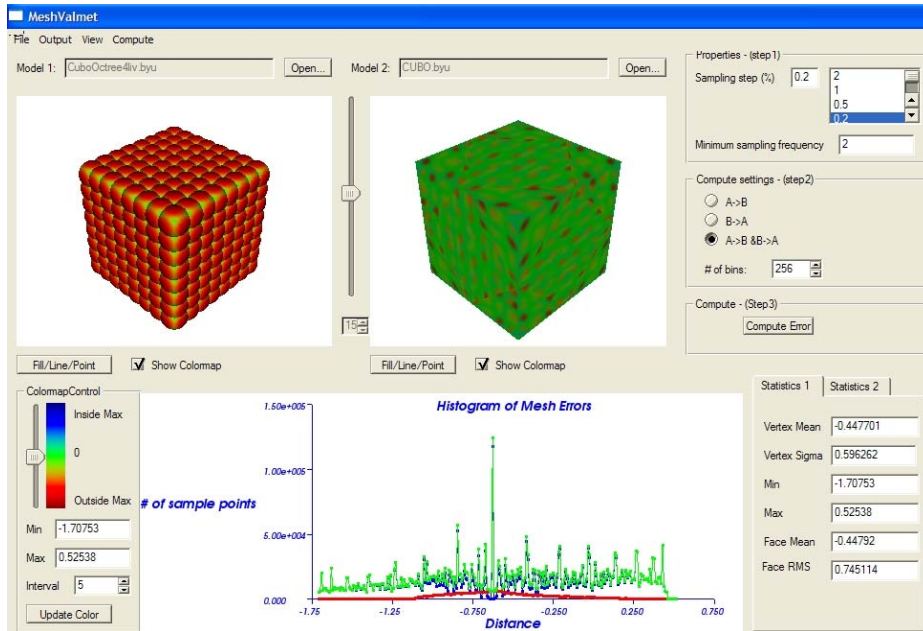 MeshValmet
File Output View Compute
Model 1: CuboOctree4liv.byu Open... Model 2: CUBO.byu Open...
Properties - (step1)
Sampling step (%) 0.2
2
1
0.5
0.2
Minimum sampling frequency 2
Compute settings - (step2)
A->B
B->A
A->B &B->A
# of bins: 256
15
Compute - (Step3)
Compute Error
Fill/Line/Point Show Colormap Fill/Line/Point Show Colormap
ColormapControl
Inside Max
0
Outside Max
Min -1.70753
Max 0.52538
Interval 5
Update Color
Histogram of Mesh Errors
# of sample points
1.50e+005
1.00e+005
5.00e+004
0.000
-1.75 -1.25 -0.750 -0.250 0.250 0.750
Distance
Statistics 1 Statistics 2
Vertex Mean -0.447701
Vertex Sigma 0.596262
Min -1.70753
Max 0.52538
Face Mean -0.44792
Face RMS 0.745114